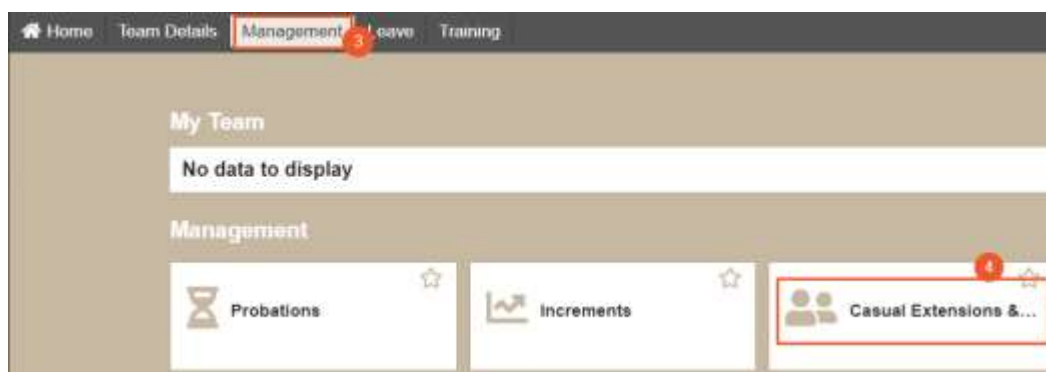 Home Team Details Management 3 Leave Training
My Team
No data to display
Management
4
Probations Increments Casual Extensions &...